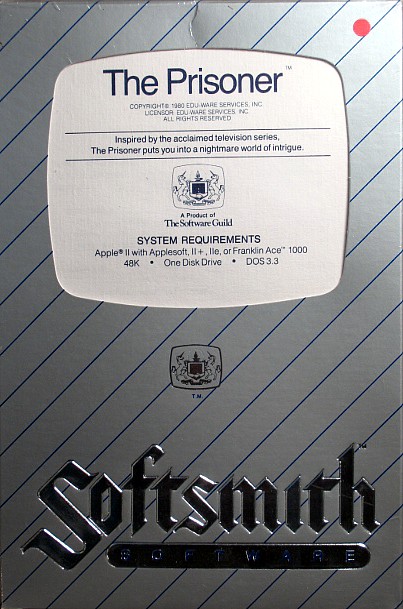 The Prisoner™
COPYRIGHT© 1980 EDU-WARE SERVICES, INC.
LICENSOR: EDU-WARE SERVICES, INC.
ALL RIGHTS RESERVED
Inspired by the acclaimed television series,
The Prisoner puts you into a nightmare world of intrigue.
A Product of
The Software Guild
SYSTEM REQUIREMENTS
Apple® II with Applesoft, II+, IIe, or Franklin Ace™ 1000
48K • One Disk Drive • DOS 3.3
T.M.
Softsmith™
SOFTWARE